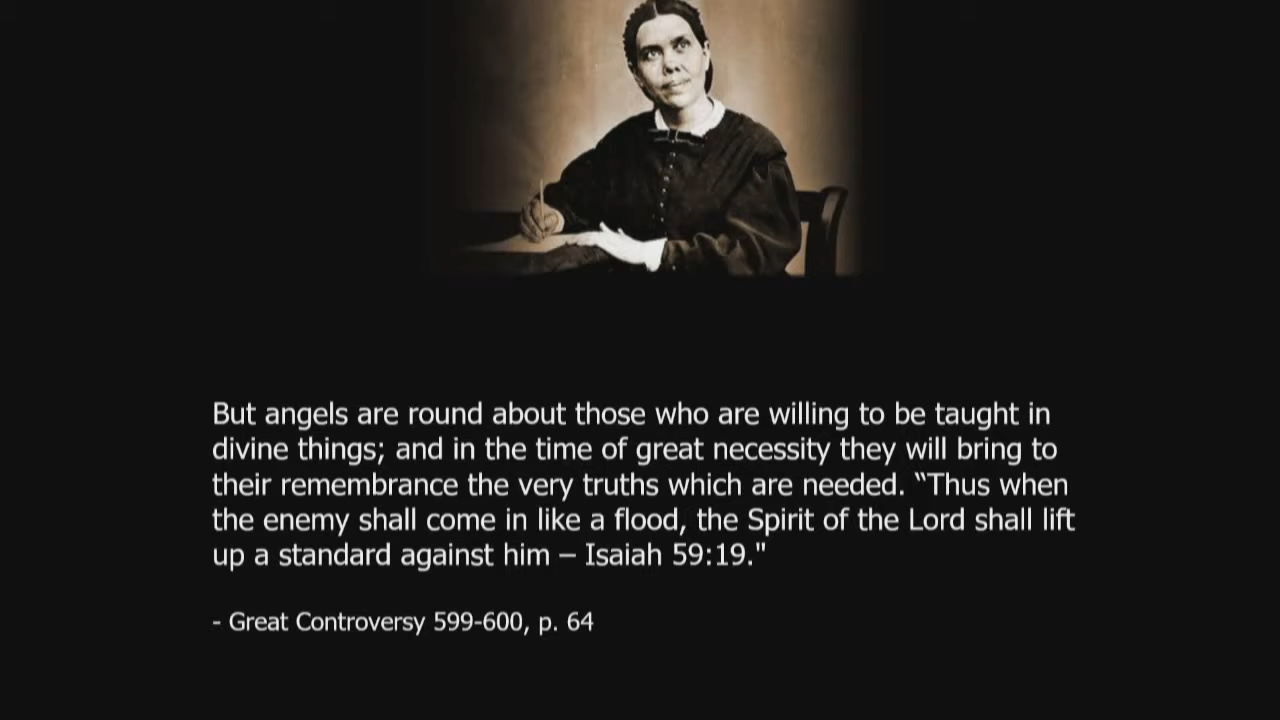 But angels are round about those who are willing to be taught in
divine things; and in the time of great necessity they will bring to
their remembrance the very truths which are needed. “Thus when
the enemy shall come in like a flood, the Spirit of the Lord shall lift
up a standard against him – Isaiah 59:19."
- Great Controversy 599-600, p. 64